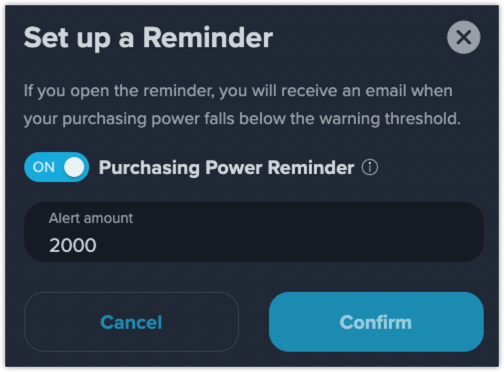 Set up a Reminder
If you open the reminder, you will receive an email when
your purchasing power falls below the warning threshold.
ON Purchasing Power Reminder
Alert amount
2000
Cancel Confirm